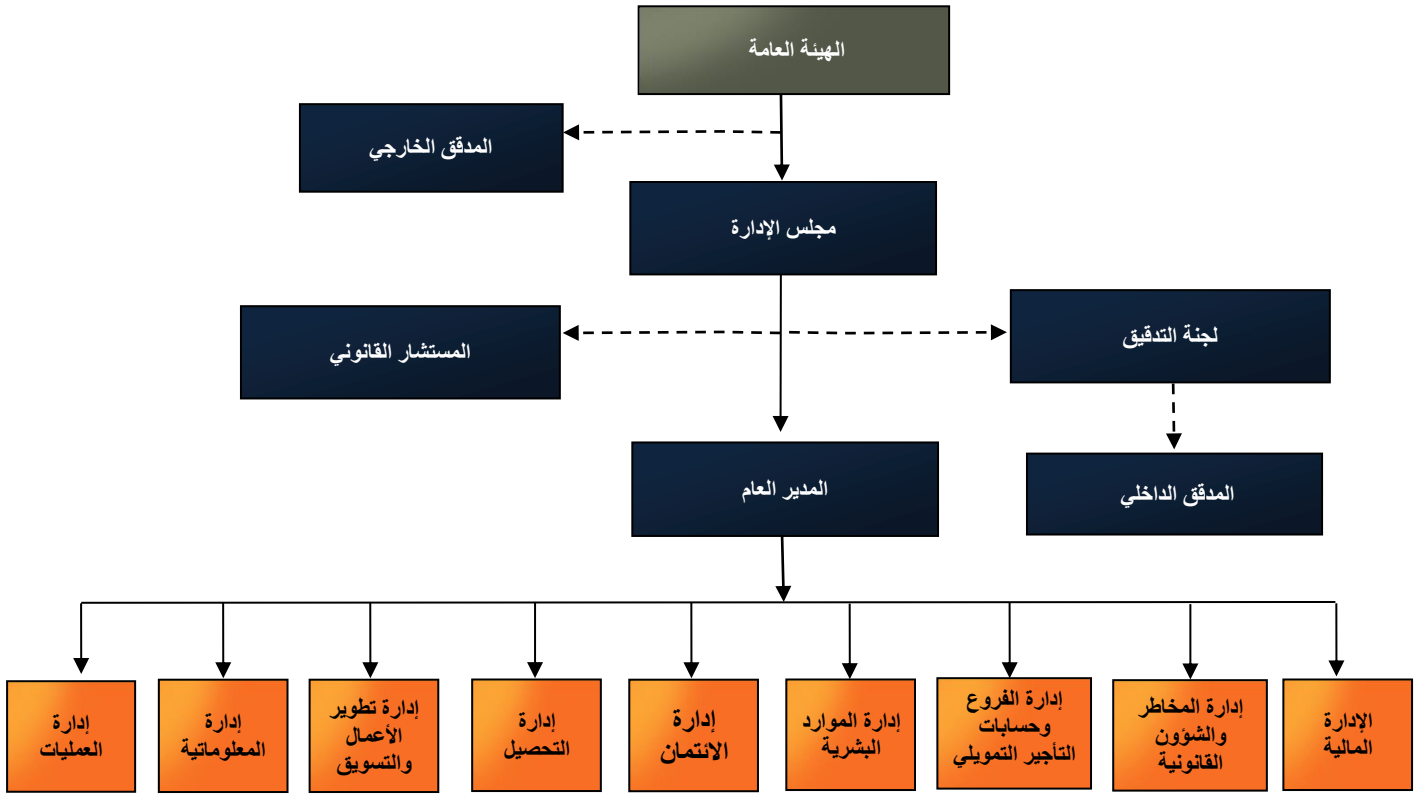 الهيئة العامة
المدقق الخارجي
مجلس الإدارة
لجنة التدقيق
المستشار القانوني
المدير العام
المدقق الداخلي
الإدارة
المالية
إدارة المخاطر
والشؤون
القانونية
إدارة الفروع
وحسابات
التأجير التمويلي
إدارة الموارد
البشرية
إدارة
الائتمان
إدارة
التحصيل
إدارة تطوير
الأعمال
والتسويق
إدارة
المعلوماتية
إدارة
العمليات